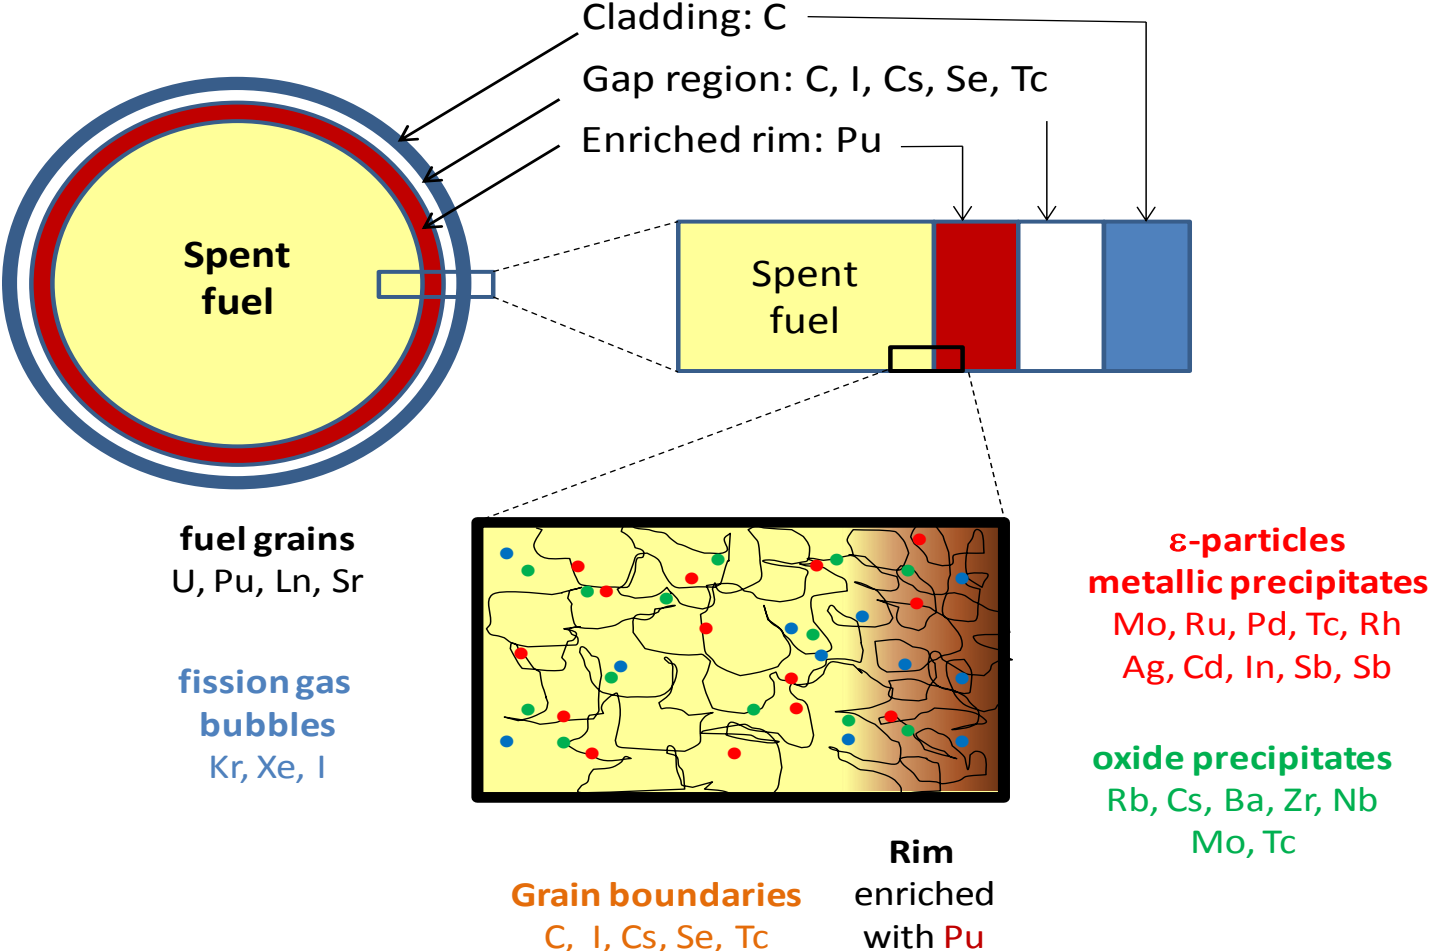 Cladding: C
Gap region: C, I, Cs, Se, Tc
Enriched rim: Pu
Spent
fuel
Spent
fuel
fuel grains
U, Pu, Ln, Sr
fission gas
bubbles
Kr, Xe, I
ε-particles
metallic precipitates
Mo, Ru, Pd, Tc, Rh
Ag, Cd, In, Sb, Sb
oxide precipitates
Rb, Cs, Ba, Zr, Nb
Mo, Tc
Grain boundaries
C, I, Cs, Se, Tc
Rim
enriched
with Pu